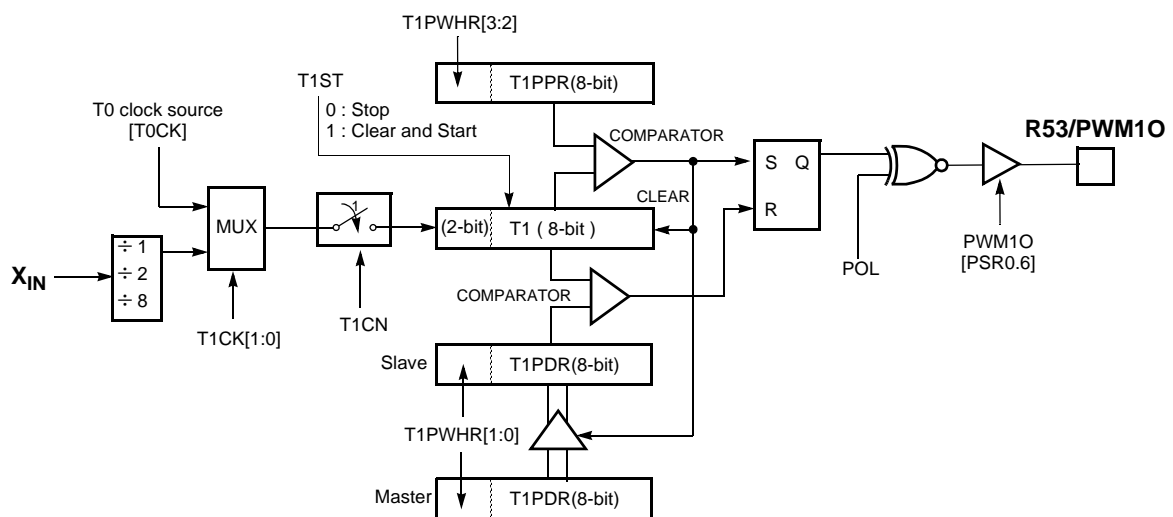 T1PWHR[3:2]
T1PPR(8-bit)
T1ST
0 : Stop
1 : Clear and Start
T0 clock source
[T0CK]
COMPARATOR
R53/PWM1O
S Q
R
CLEAR
MUX
1
(2-bit) T1 ( 8-bit )
POL
PWM1O
[PSR0.6]
XIN
÷ 1
÷ 2
÷ 8
COMPARATOR
T1CK[1:0]
T1CN
Slave
T1PDR(8-bit)
T1PWHR[1:0]
Master
T1PDR(8-bit)